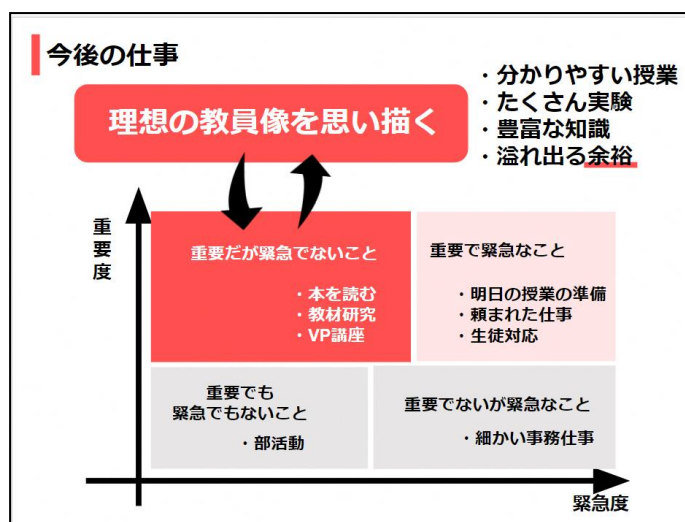 今後の仕事
理想の教員像を思い描く
・分かりやすい授業
・たくさん実験
・豊富な知識
・溢れ出る余裕
重要度
重要だが緊急でないこと
・本を読む
・教材研究
・VP講座
重要で緊急なこと
・明日の授業の準備
・頼まれた仕事
・生徒対応
重要でも
緊急でもないこと
・部活動
重要でないが緊急なこと
・細かい事務仕事
緊急度